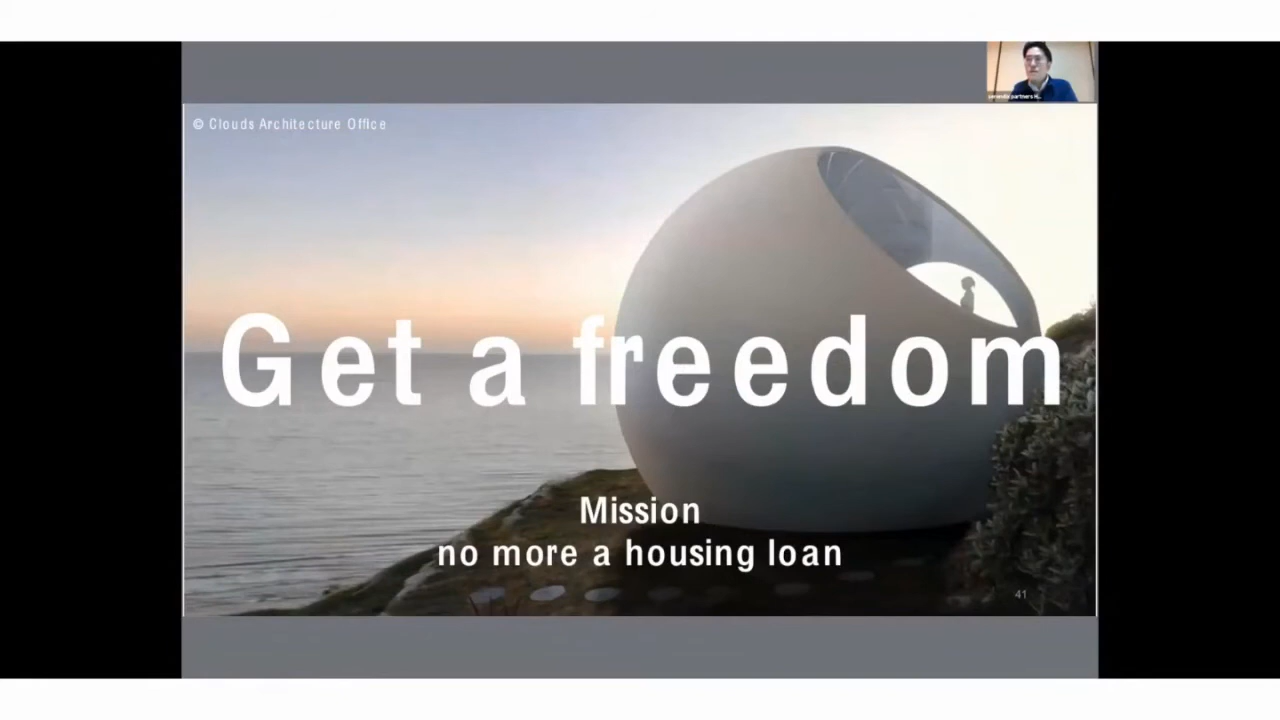 © Clouds Architecture Office
Get a freedom
Mission
no more a housing loan
41